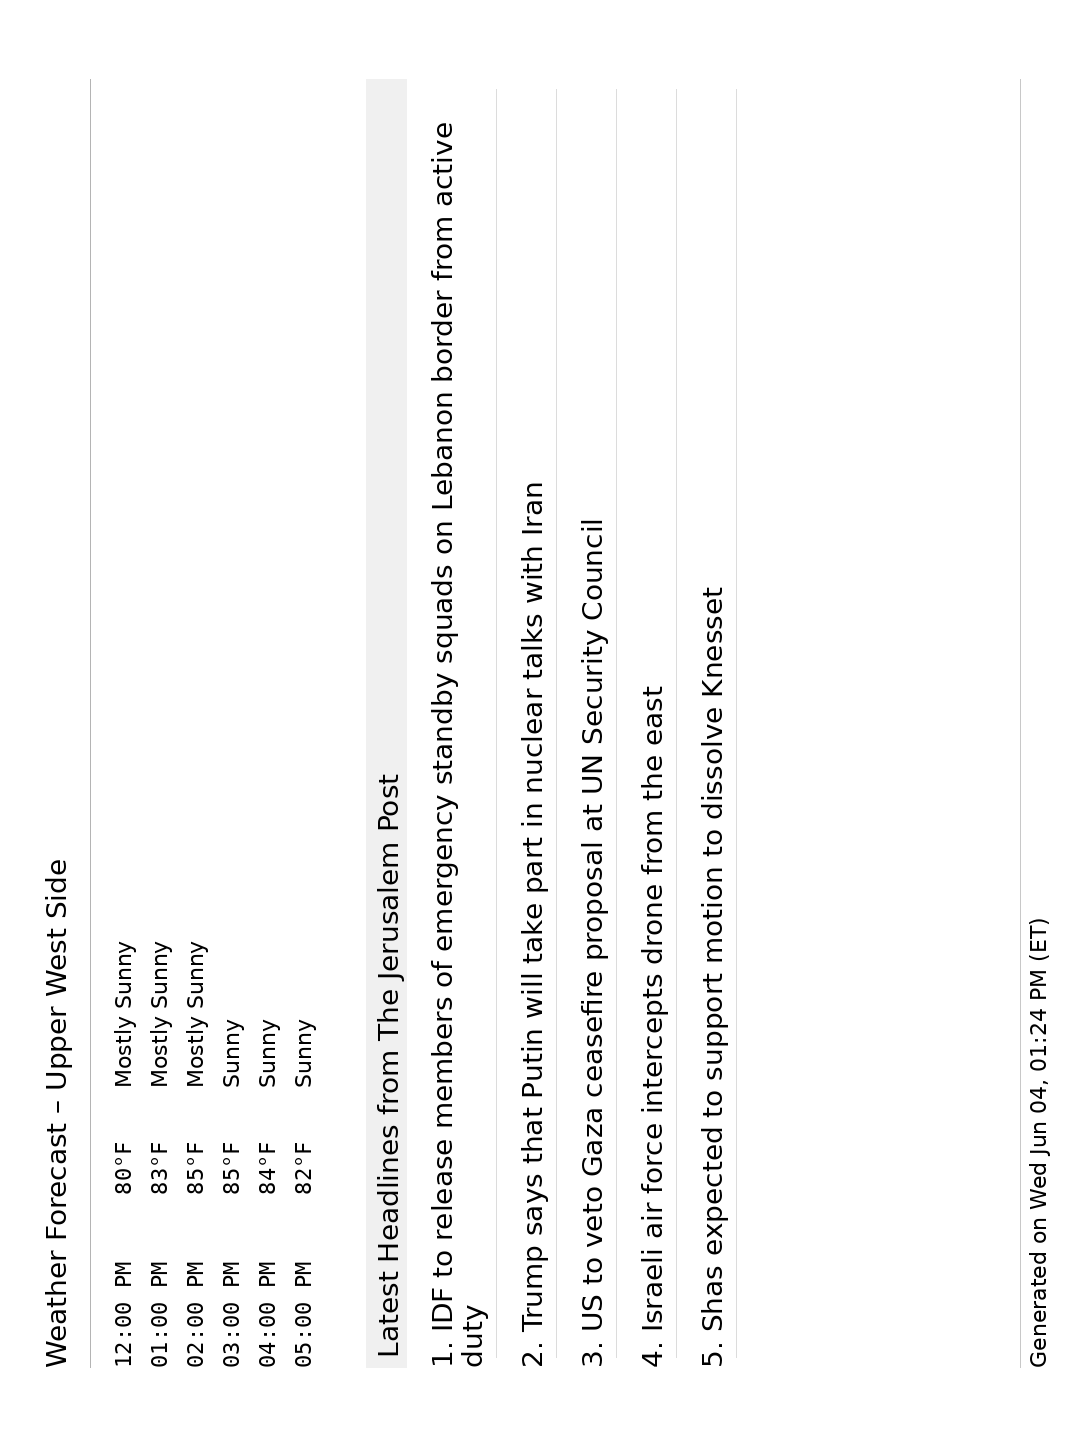 Weather Forecast – Upper West Side
12:00 PM 80°F Mostly Sunny
01:00 PM 83°F Mostly Sunny
02:00 PM 85°F Mostly Sunny
03:00 PM 85°F Sunny
04:00 PM 84°F Sunny
05:00 PM 82°F Sunny
Latest Headlines from The Jerusalem Post
1. IDF to release members of emergency standby squads on Lebanon border from active
duty
2. Trump says that Putin will take part in nuclear talks with Iran
3. US to veto Gaza ceasefire proposal at UN Security Council
4. Israeli air force intercepts drone from the east
5. Shas expected to support motion to dissolve Knesset
Generated on Wed Jun 04, 01:24 PM (ET)